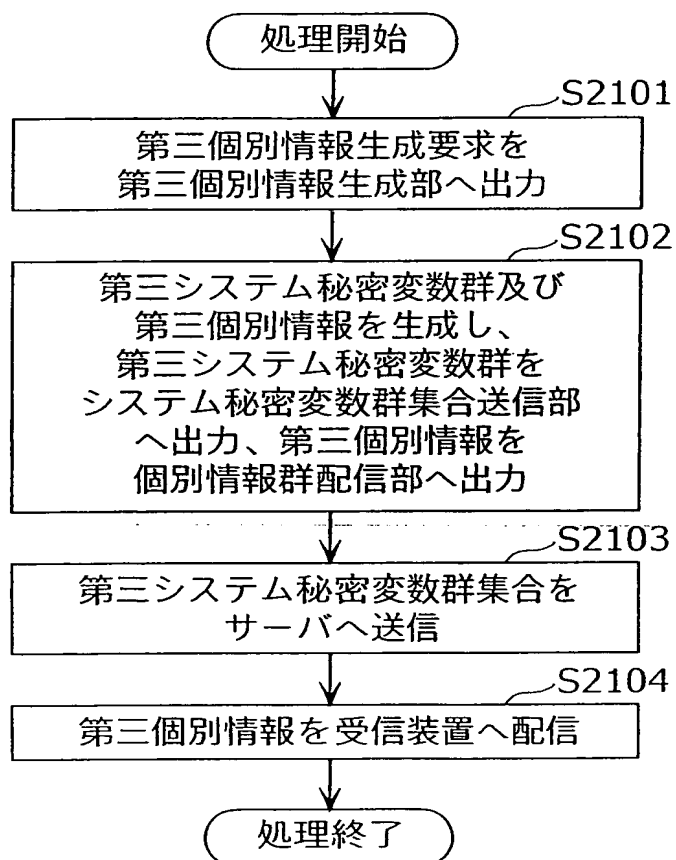 処理開始
S2101
第三個別情報生成要求を
第三個別情報生成部へ出力
S2102
第三システム秘密変数群及び
第三個別情報を生成し、
第三システム秘密変数群を
システム秘密変数群集合送信部
へ出力、第三個別情報を
個別情報群配信部へ出力
S2103
第三システム秘密変数群集合を
サーバへ送信
S2104
第三個別情報を受信装置へ配信
処理終了